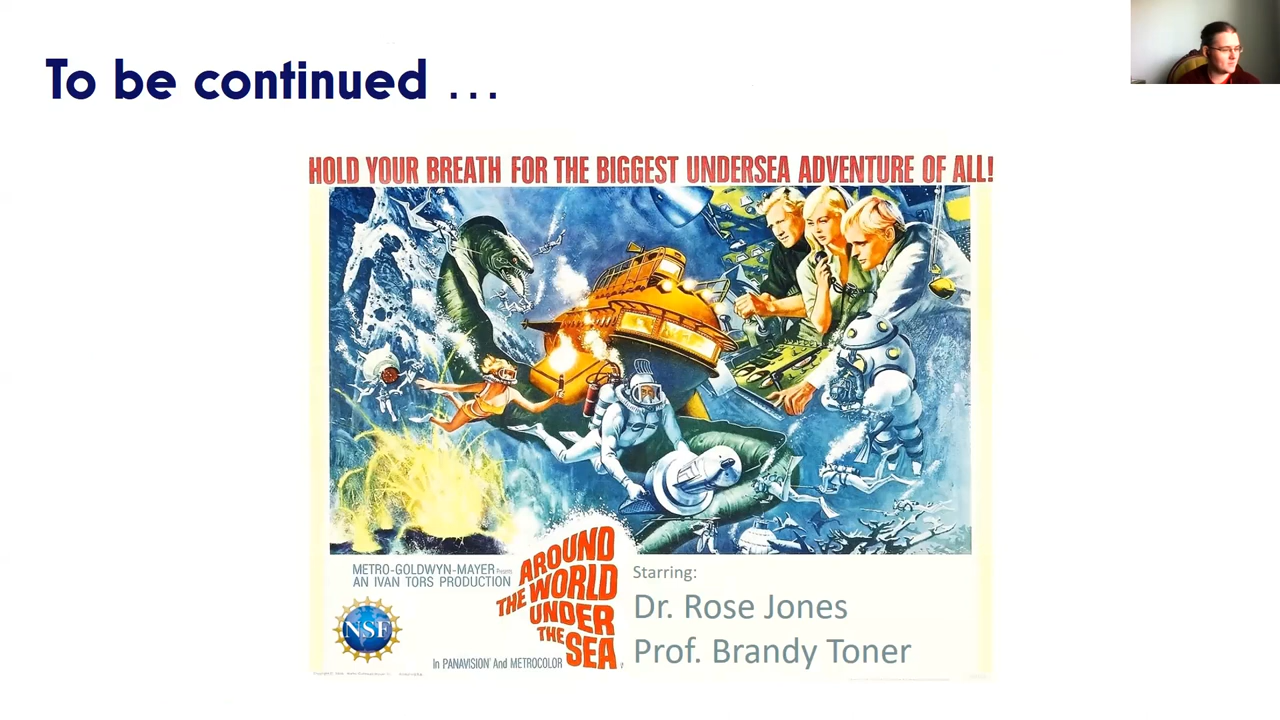 To be continued ...
HOLD YOUR BREATH FOR THE BIGGEST UNDERSEA ADVENTURE OF ALL!
METRO-GOLDWYN-MAYER Presents
AN IVAN TORS PRODUCTION
AROUND
THE WORLD
UNDER
THE SEA
In PANAVISION® And METROCOLOR
NSF
Starring:
Dr. Rose Jones
Prof. Brandy Toner